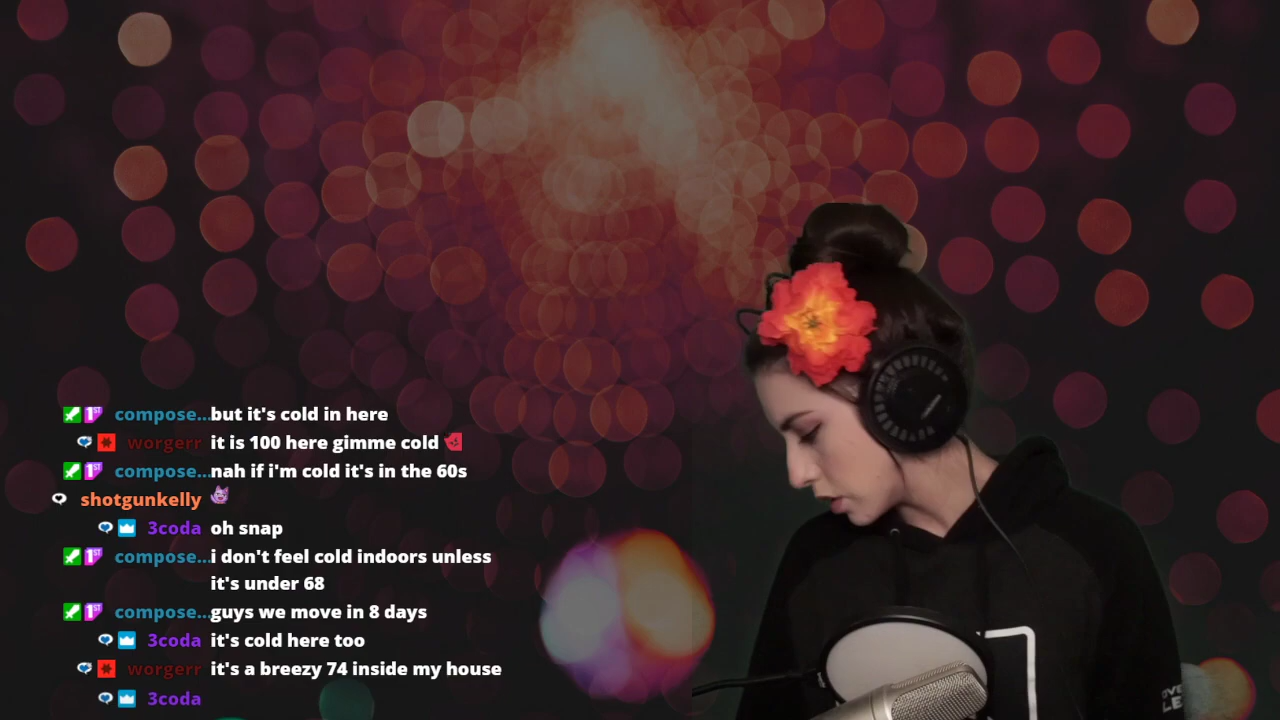 compose... but it's cold in here
worgerr it is 100 here gimme cold
compose... nah if i'm cold it's in the 60s
shotgunkelly
3coda oh snap
compose... i don't feel cold indoors unless
it's under 68
compose... guys we move in 8 days
3coda it's cold here too
worgerr it's a breezy 74 inside my house
3coda